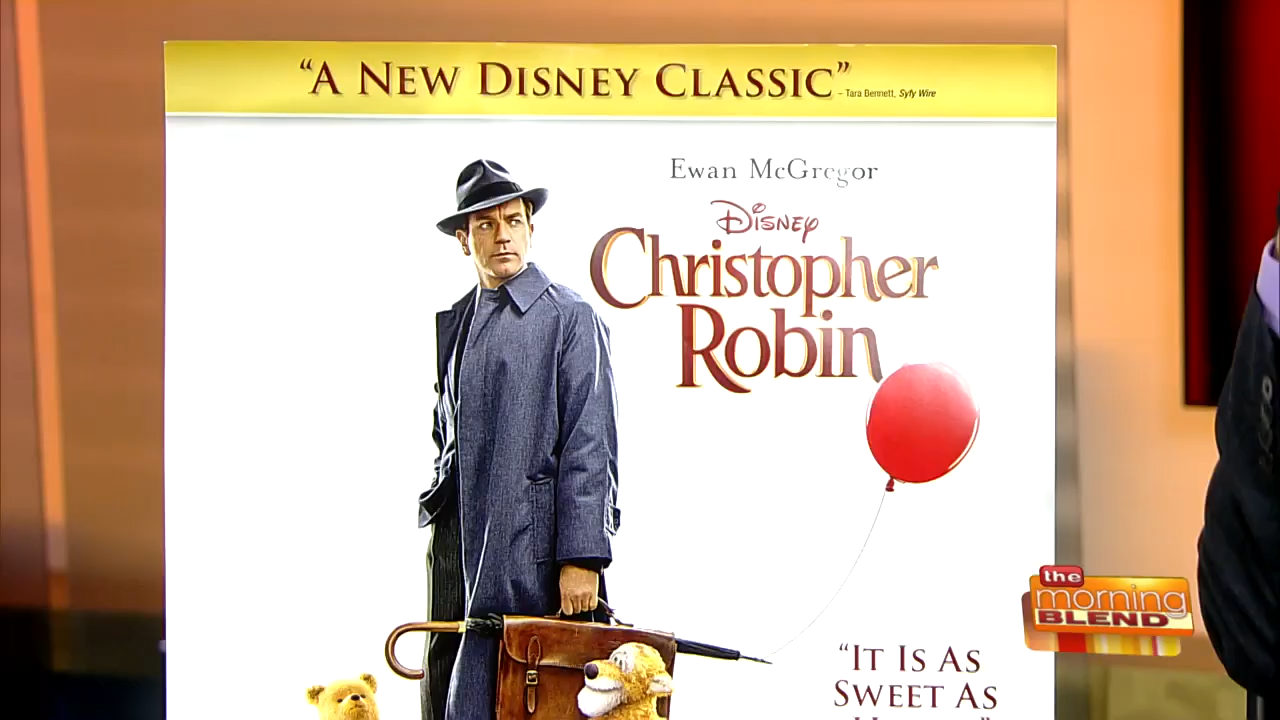 “A New Disney Classic”
– Tara Bennett, Syfy Wire
Ewan McGregor
Disney
Christopher
Robin
the
morning
BLEND
“It Is As
Sweet As